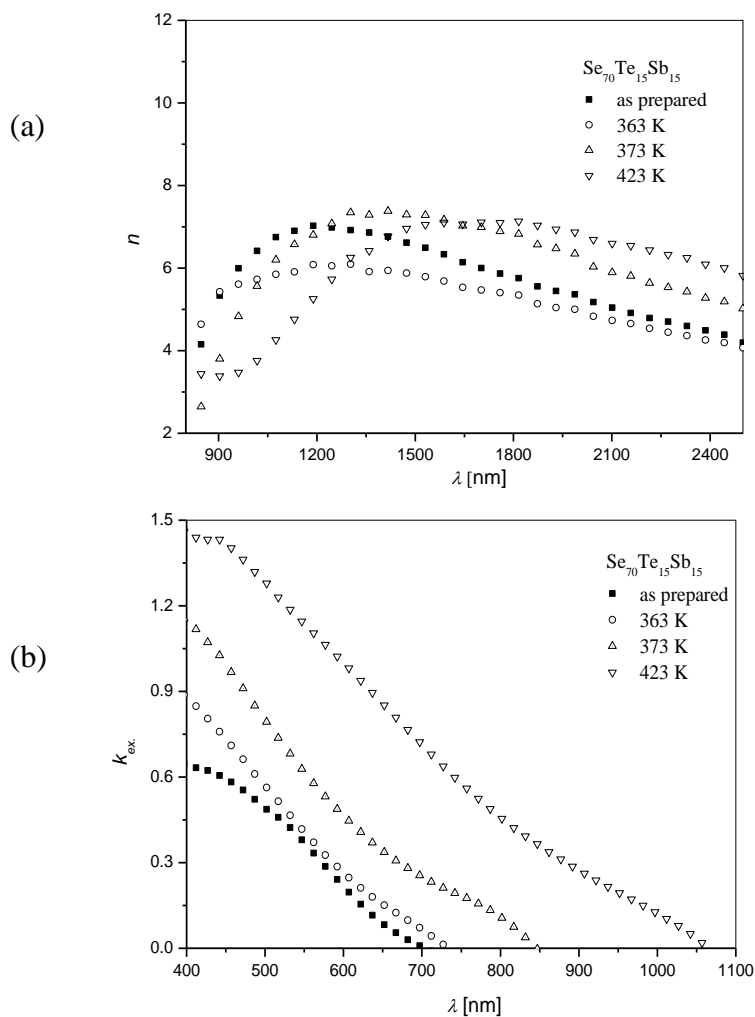 (a)
12
10
8
6
4
2
n
Se70Te15Sb15
as prepared
363 K
373 K
423 K
900 1200 1500 1800 2100 2400
λ [nm]
(b)
1.5
1.2
0.9
0.6
0.3
0.0
kex.
Se70Te15Sb15
as prepared
363 K
373 K
423 K
400 500 600 700 800 900 1000 1100
λ [nm]